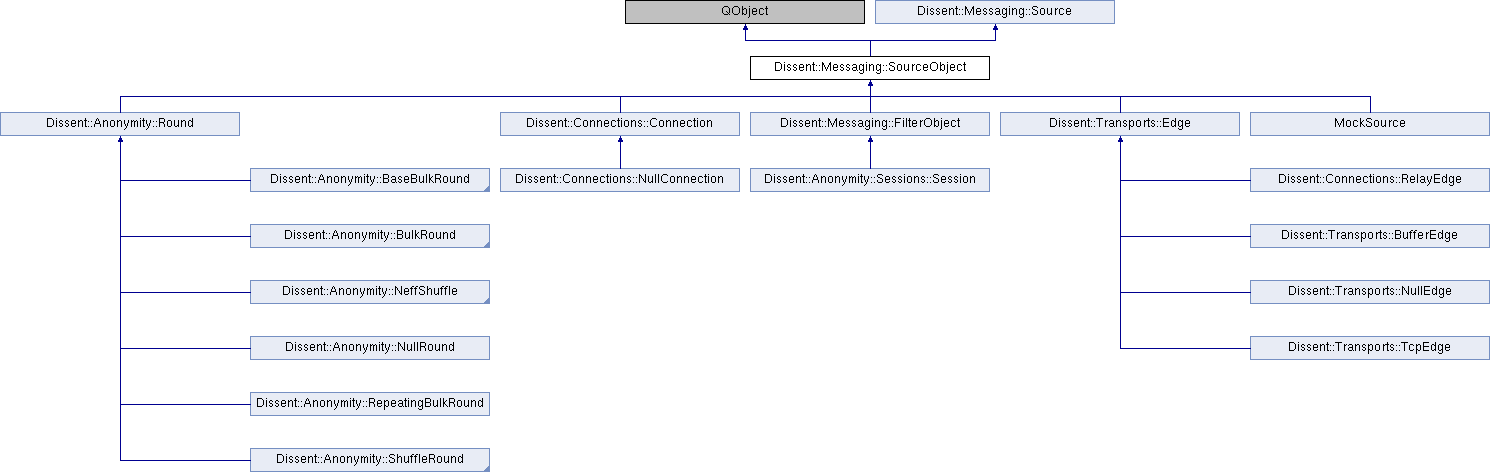 QObject
Dissent::Messaging::Source
Dissent::Messaging::SourceObject
Dissent::Anonymity::Round
Dissent::Connections::Connection
Dissent::Messaging::FilterObject
Dissent::Transports::Edge
MockSource
Dissent::Anonymity::BaseBulkRound
Dissent::Connections::NullConnection
Dissent::Anonymity::Sessions::Session
Dissent::Connections::RelayEdge
Dissent::Anonymity::BulkRound
Dissent::Transports::BufferEdge
Dissent::Anonymity::NeffShuffle
Dissent::Transports::NullEdge
Dissent::Anonymity::NullRound
Dissent::Transports::TcpEdge
Dissent::Anonymity::RepeatingBulkRound
Dissent::Anonymity::ShuffleRound